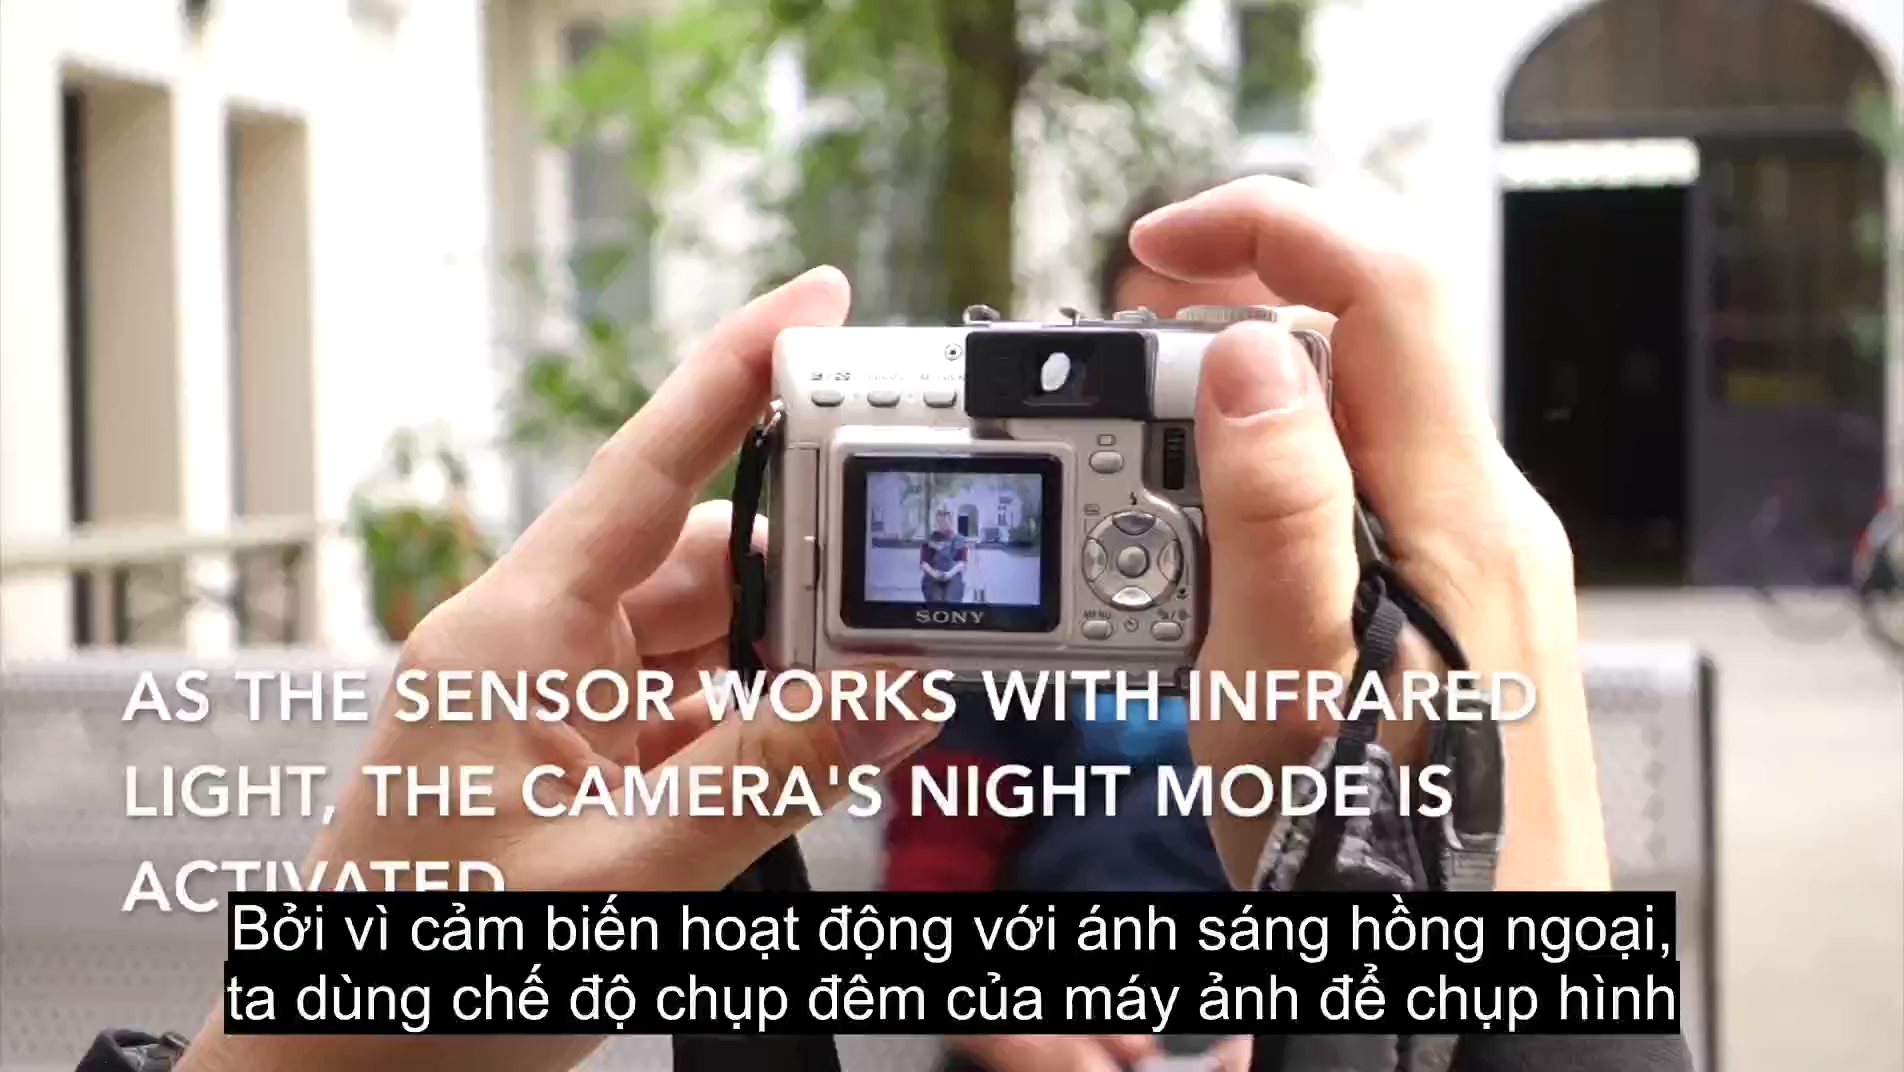 SONY
MENU
AS THE SENSOR WORKS WITH INFRARED
LIGHT, THE CAMERA'S NIGHT MODE IS
ACTIVATED
Bởi vì cảm biến hoạt động với ánh sáng hồng ngoại,
ta dùng chế độ chụp đêm của máy ảnh để chụp hình